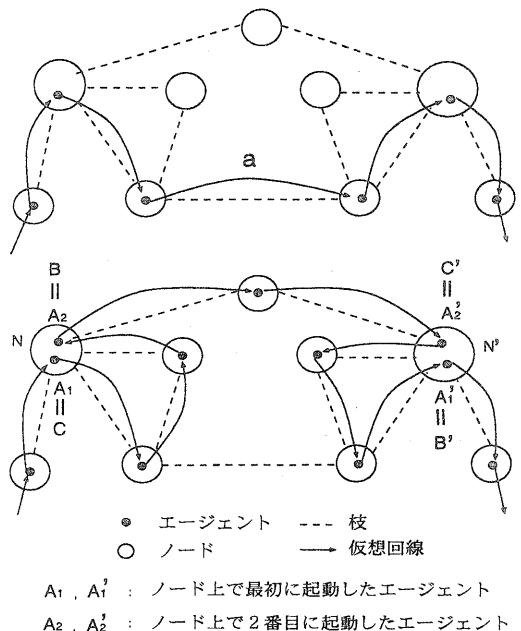 a
B C'
|| ||
A₂ A₂'
N N'
A₁ A₁'
|| ||
C B'
エージェント --- 枝
ノード → 仮想回線
A₁ , A₁' : ノード上で最初に起動したエージェント
A₂ , A₂' : ノード上で2番目に起動したエージェント